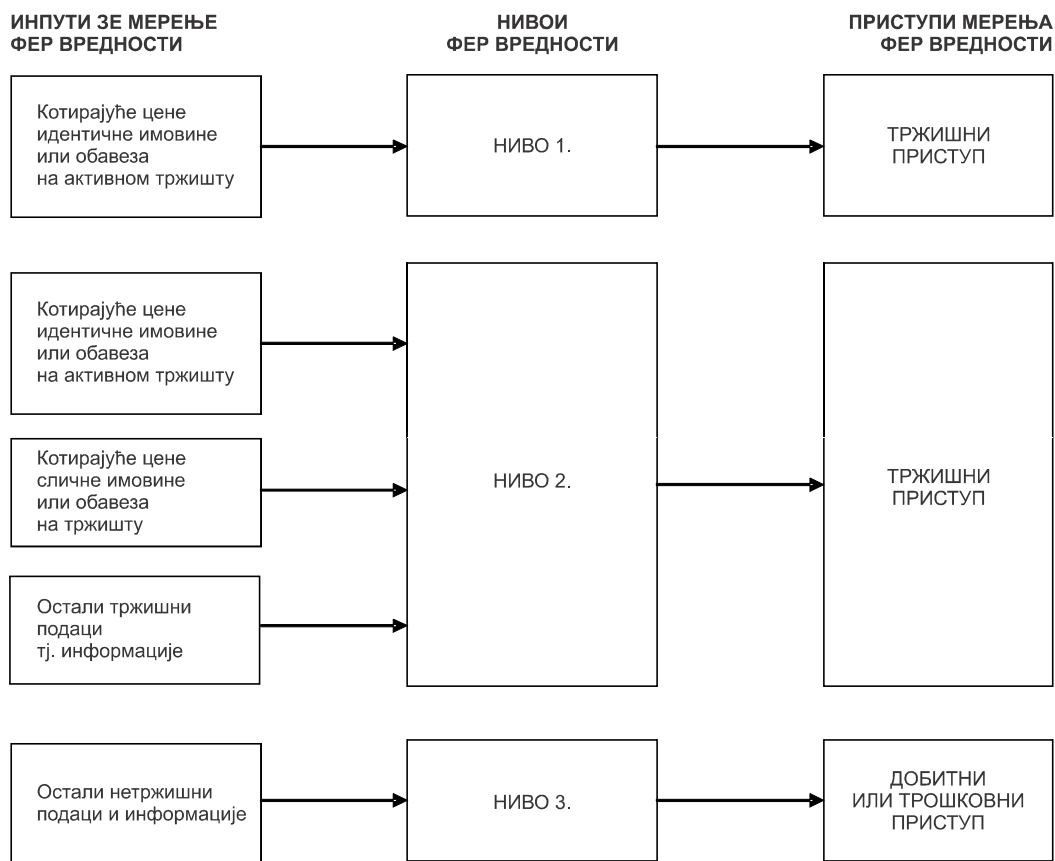 ИНПУТИ ЗЕ МЕРЕЊЕ
ФЕР ВРЕДНОСТИ
НИВОИ
ФЕР ВРЕДНОСТИ
ПРИСТУПИ МЕРЕЊА
ФЕР ВРЕДНОСТИ
Котирајуће цене
идентичне имовине
или обавеза
на активном тржишту
НИВО 1.
ТРЖИШНИ
ПРИСТУП
Котирајуће цене
идентичне имовине
или обавеза
на активном тржишту
Котирајуће цене
сличне имовине
или обавеза
на тржишту
Остали тржишни
подаци
тј. информације
НИВО 2.
ТРЖИШНИ
ПРИСТУП
Остали нетржишни
подаци и информације
НИВО 3.
ДОБИТНИ
ИЛИ ТРОШКОВНИ
ПРИСТУП